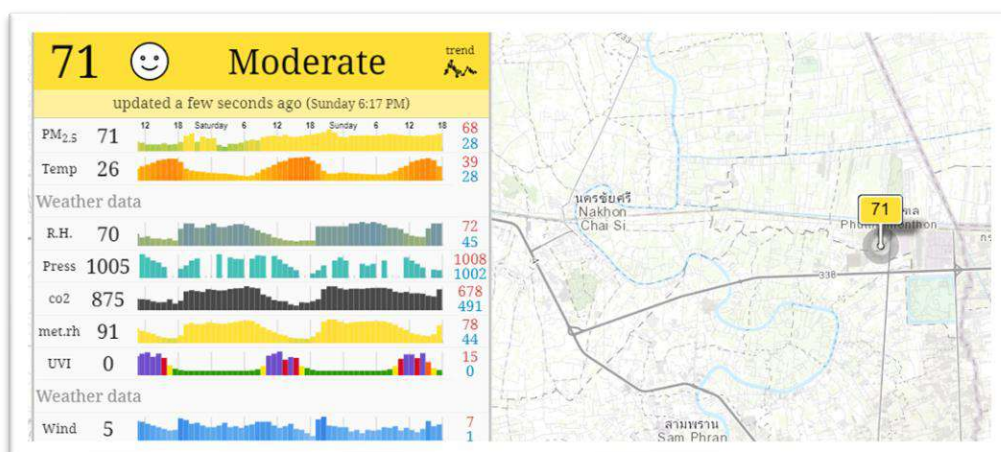 71 Moderate trend
updated a few seconds ago (Sunday 6:17 PM)
12 18 Saturday 6 12 18 Sunday 6 12 18
PM2.5 71 68
28
Temp 26 39
28
Weather data
R.H. 70 72
45
Press 1005 1008
1002
co2 875 678
491
met.rh 91 78
44
UVI 0 15
0
Weather data
Wind 5 7
1
233
นครชัยศรี
Nakhon
Chai Si
71
338
สามพราน
Sam Phran